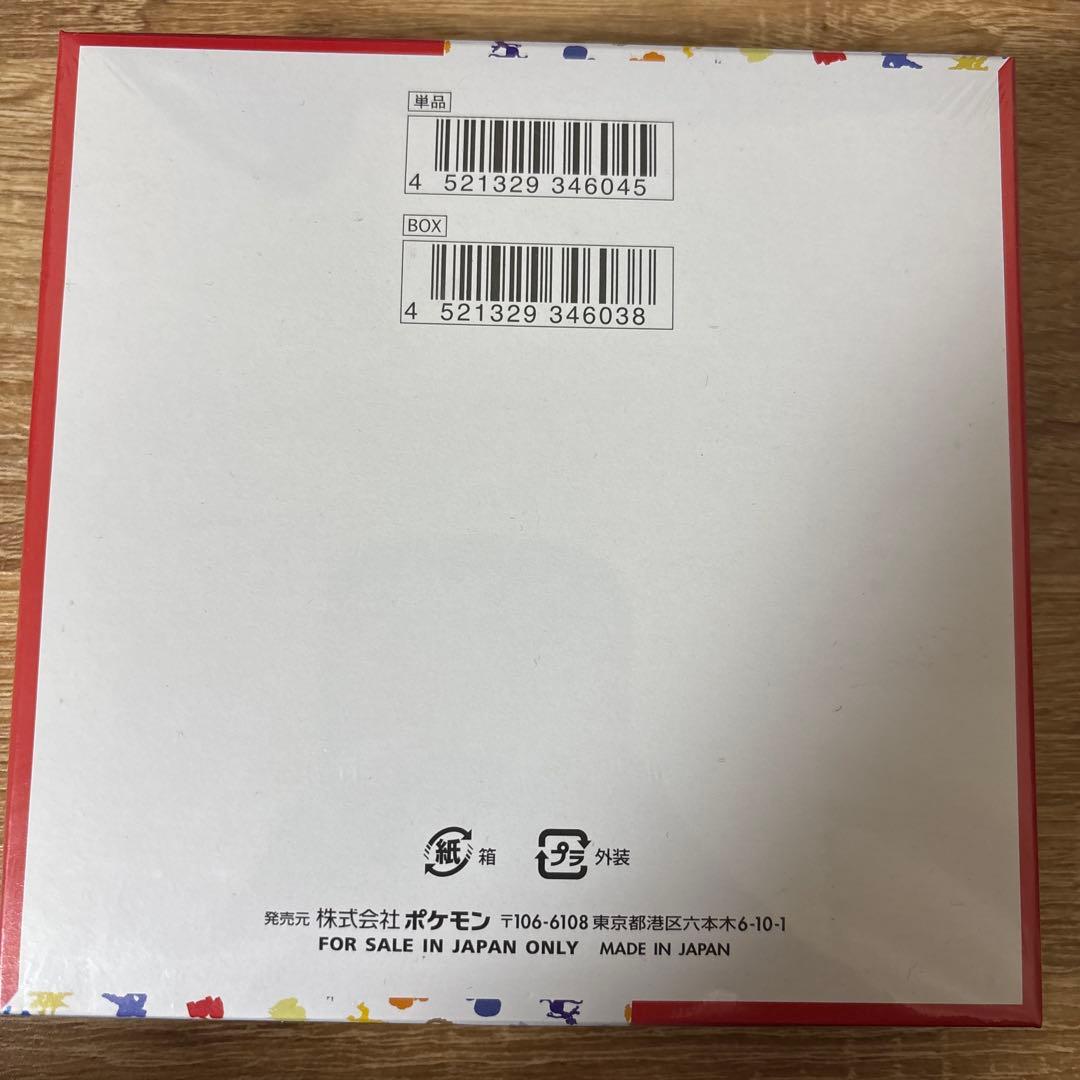 単品
4 521329 346045
BOX
4 521329 346038
紙 箱 プラ 外装
発売元 株式会社 ポケモン 〒106-6108 東京都港区六本木6-10-1
FOR SALE IN JAPAN ONLY MADE IN JAPAN